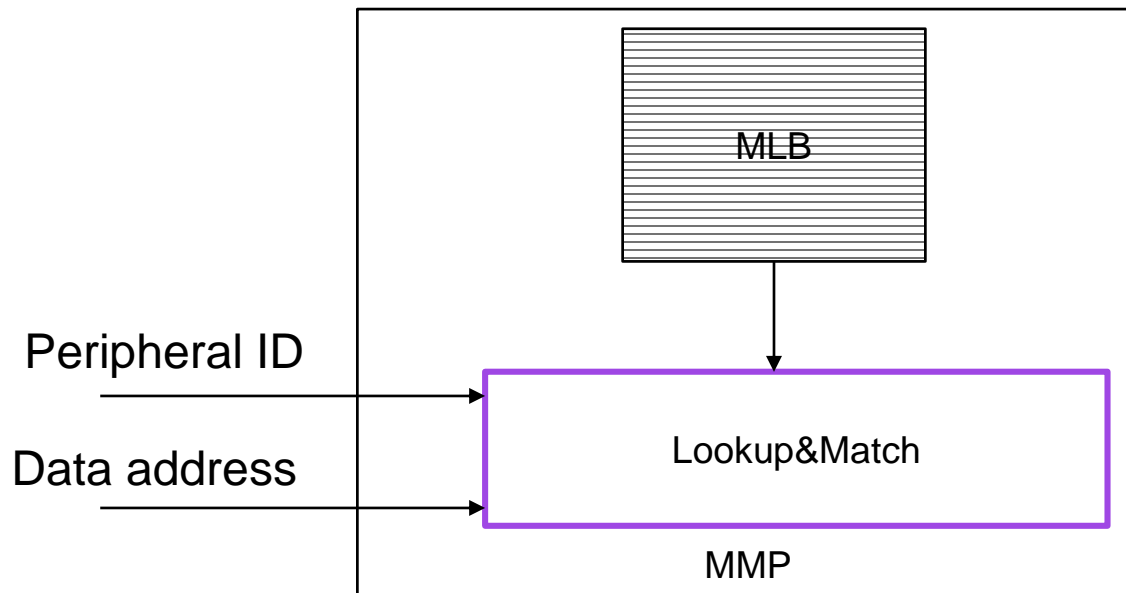 MLB
Peripheral ID
Lookup&Match
Data address
MMP